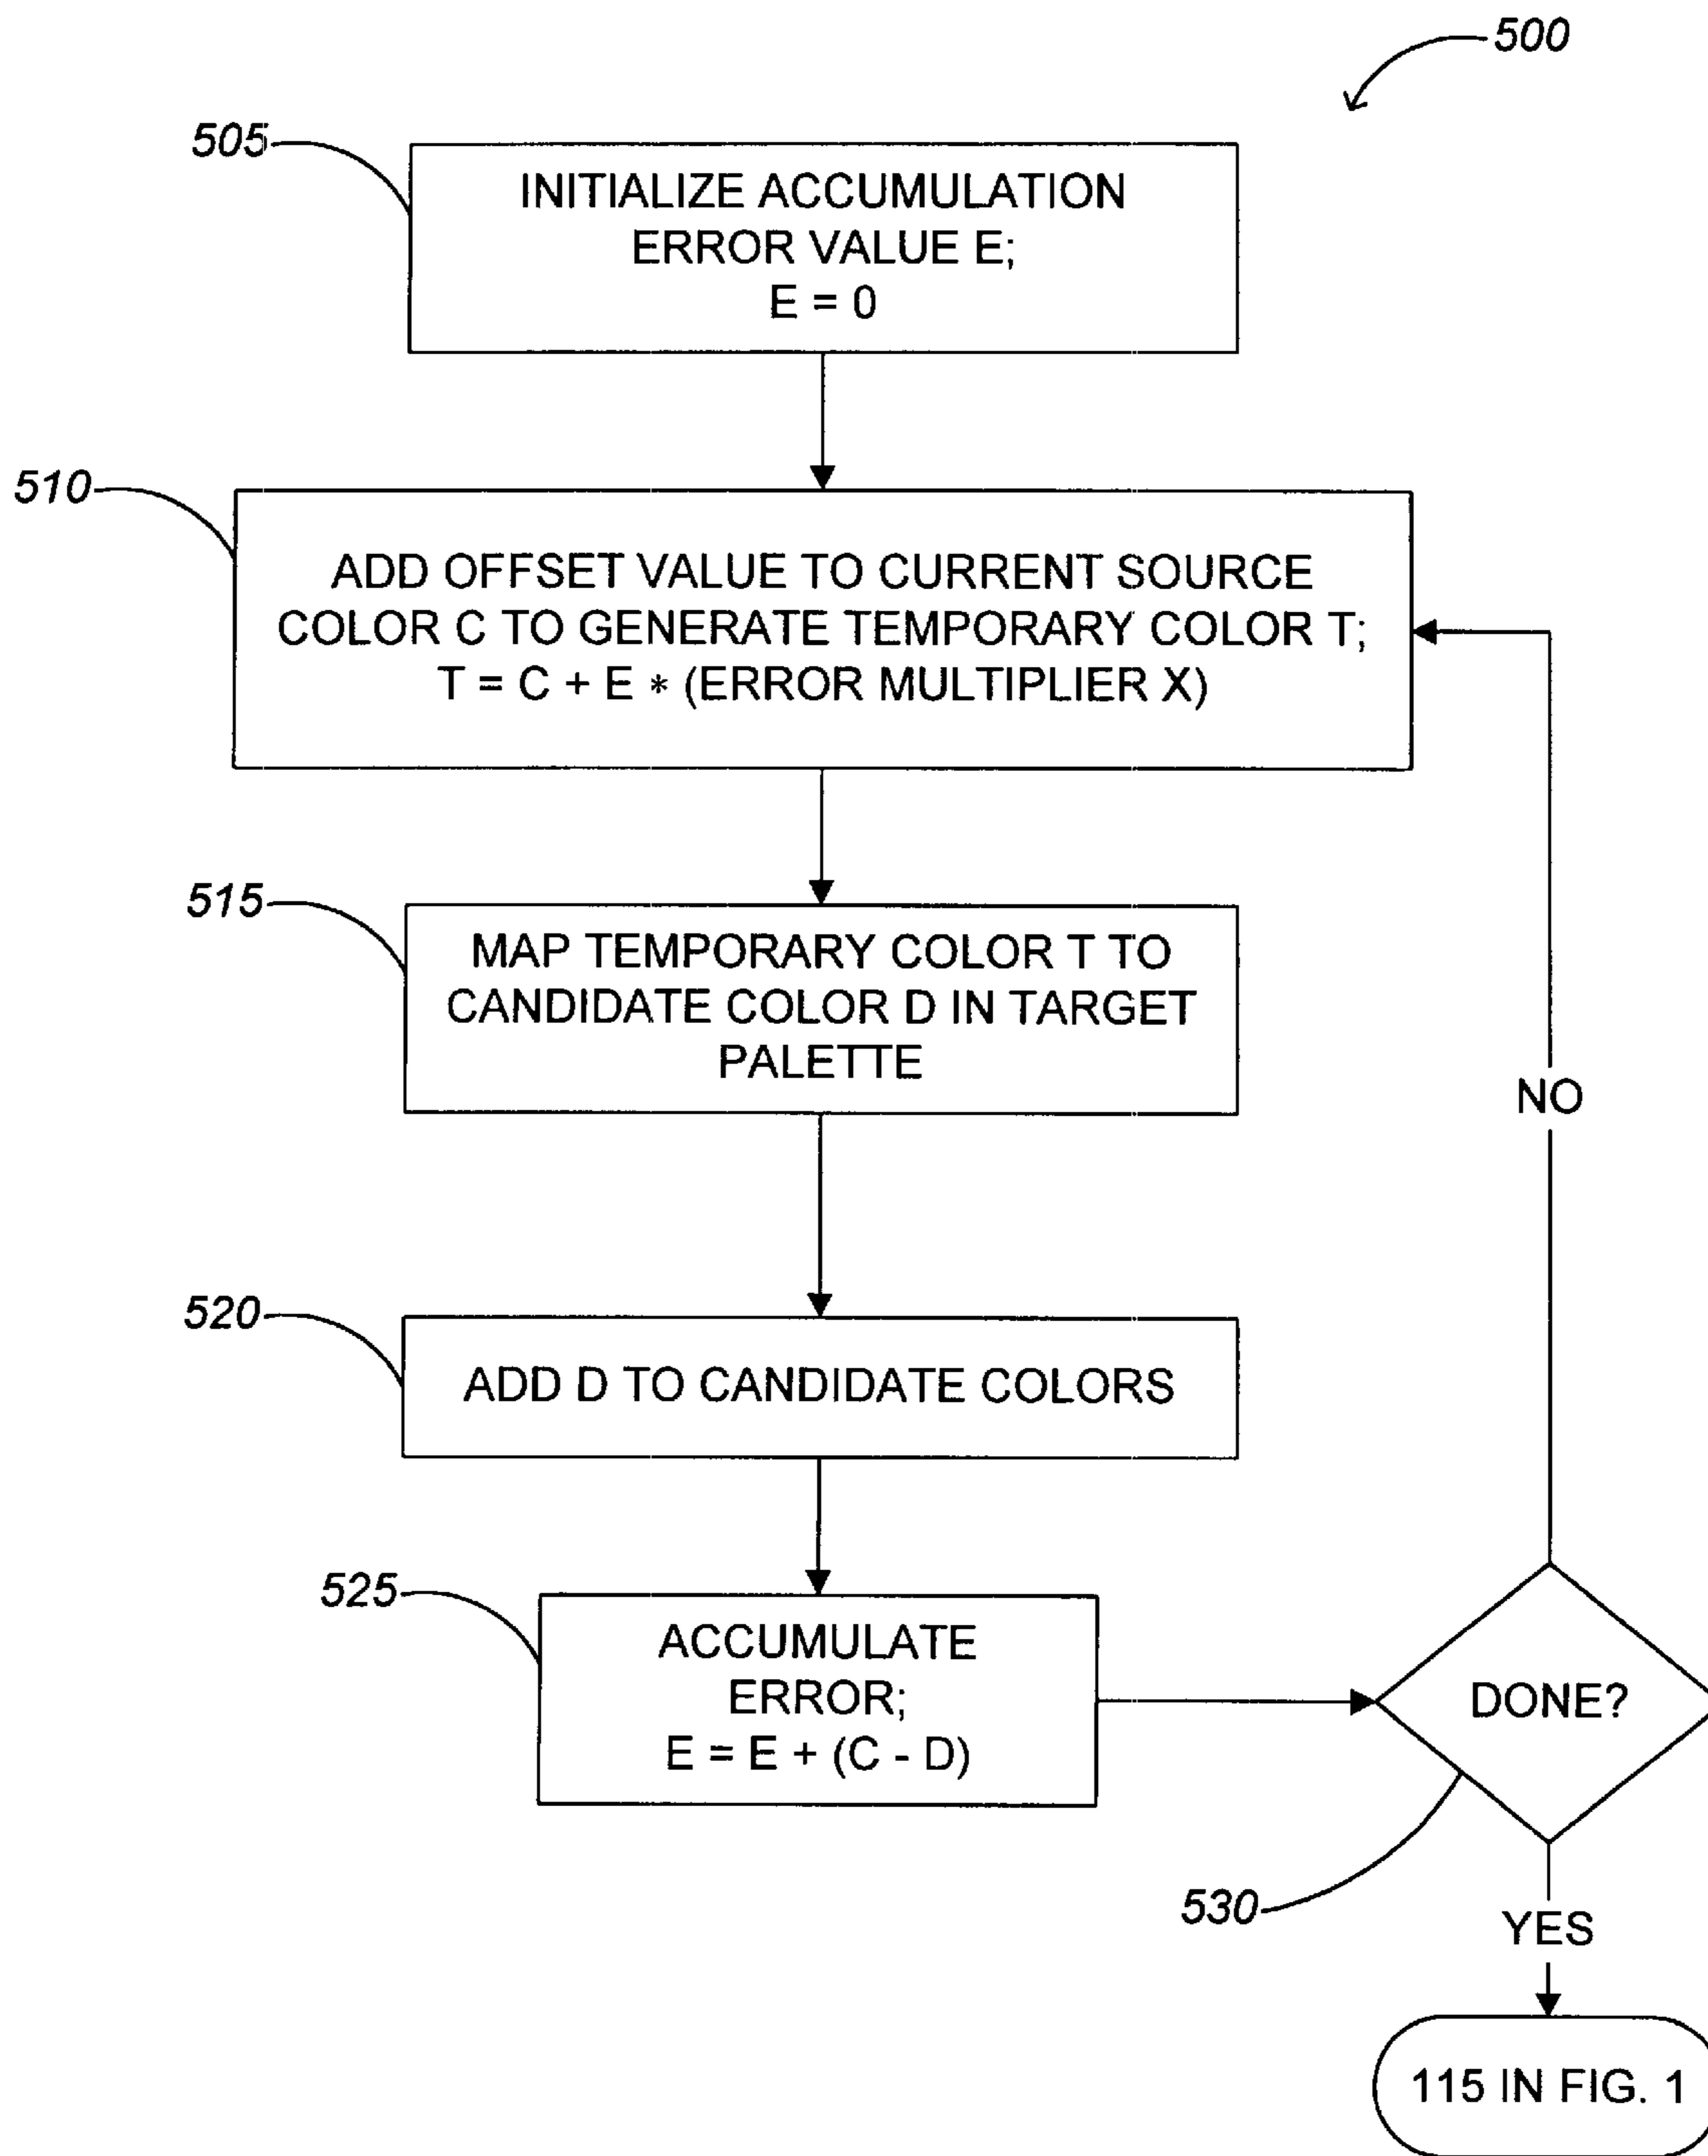 500
505
INITIALIZE ACCUMULATION
ERROR VALUE E;
E = 0
510
ADD OFFSET VALUE TO CURRENT SOURCE
COLOR C TO GENERATE TEMPORARY COLOR T;
T = C + E * (ERROR MULTIPLIER X)
515
MAP TEMPORARY COLOR T TO
CANDIDATE COLOR D IN TARGET
PALETTE
NO
520
ADD D TO CANDIDATE COLORS
525
ACCUMULATE
ERROR;
E = E + (C - D)
DONE?
530
YES
115 IN FIG. 1